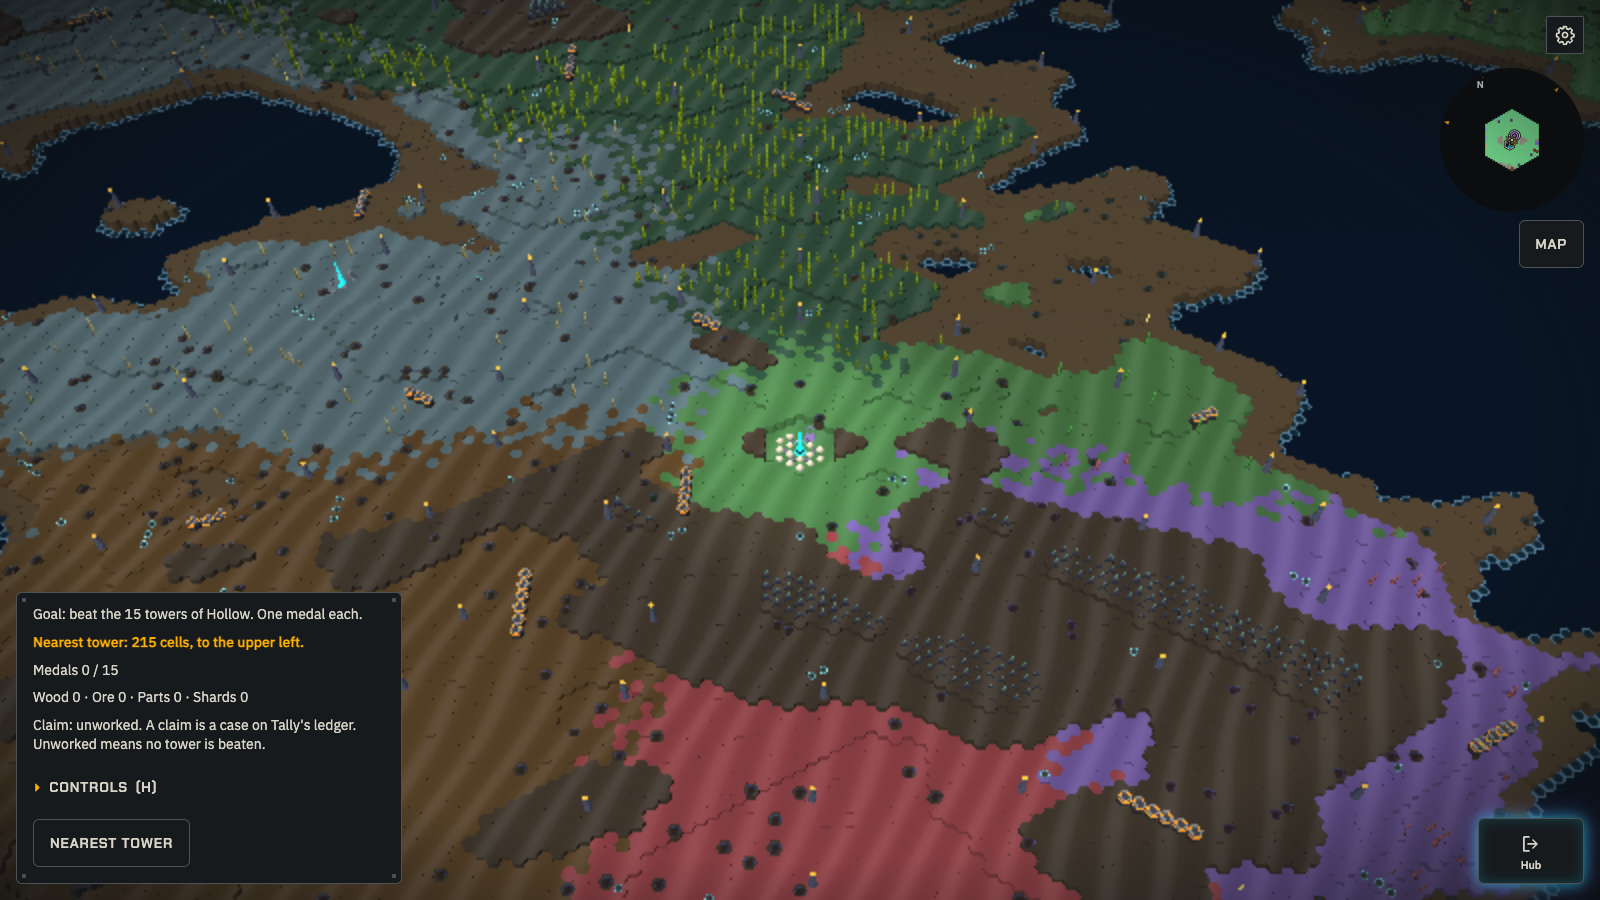 N
MAP
Goal: beat the 15 towers of Hollow. One medal each.
Nearest tower: 215 cells, to the upper left.
Medals 0 / 15
Wood 0 · Ore 0 · Parts 0 · Shards 0
Claim: unworked. A claim is a case on Tally's ledger.
Unworked means no tower is beaten.
CONTROLS (H)
NEAREST TOWER
Hub